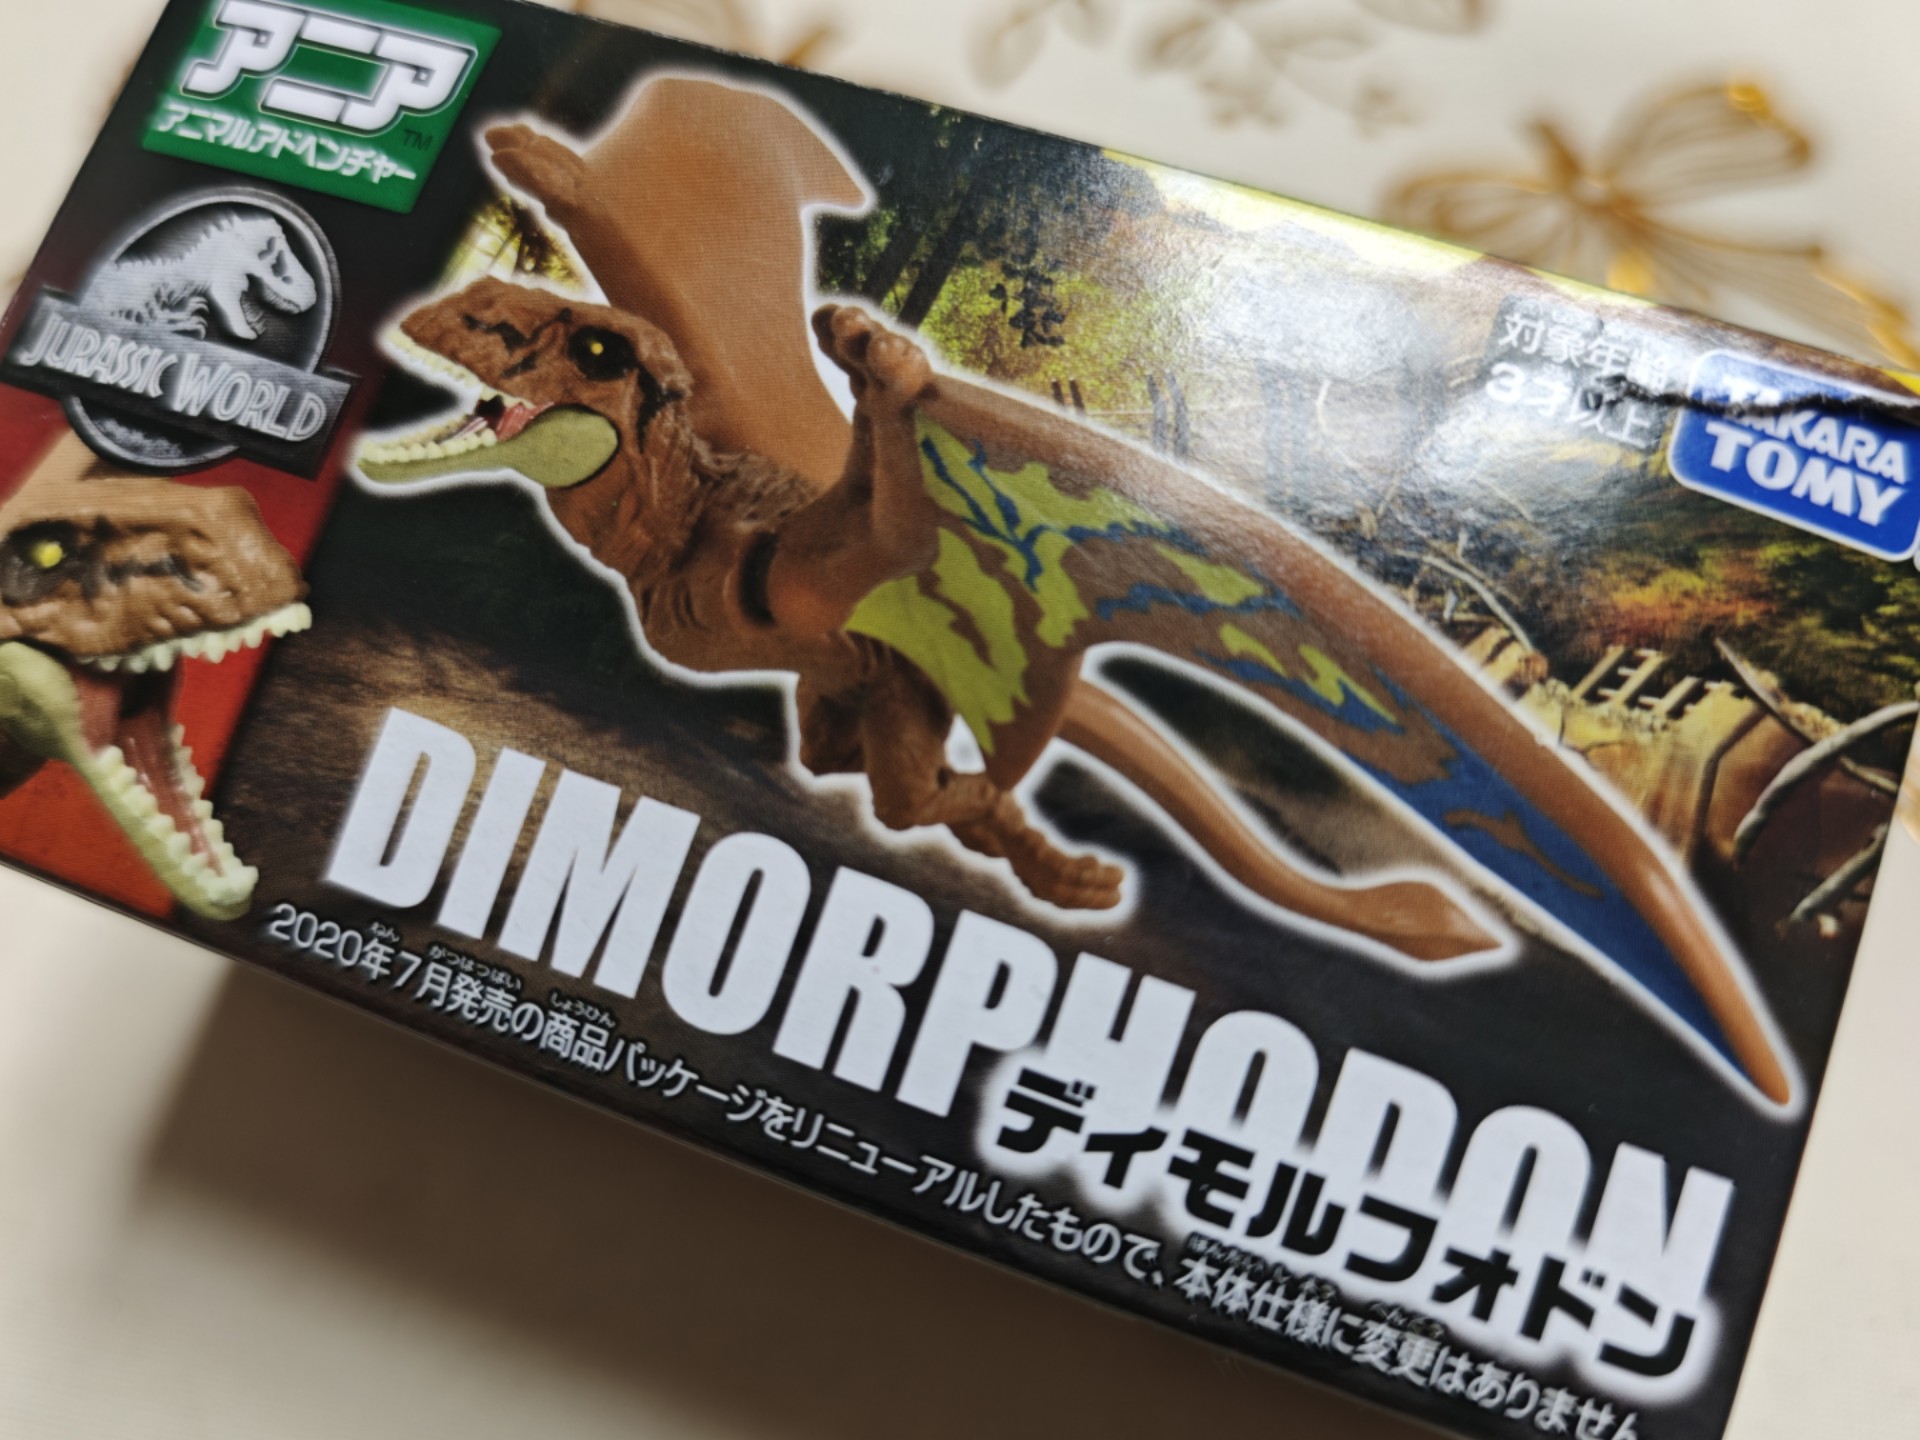 アニア
アニマルアドベンチャー
TM
JURASSIC WORLD
対象年齢
3才以上
TAKARA
TOMY
DIMORPHODON
ディモルフォドン
2020年7月発売の商品パッケージをリニューアルしたもので、本体仕様に変更はありません